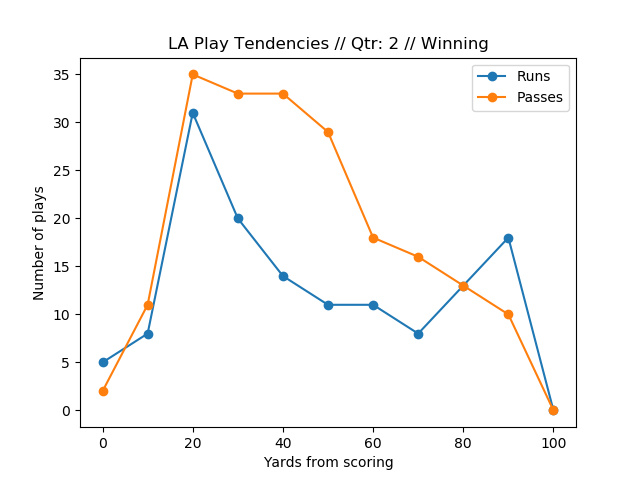 LA Play Tendencies // Qtr: 2 // Winning
Runs
Passes
35
30
25
20
15
10
5
0
Number of plays
0 20 40 60 80 100
Yards from scoring